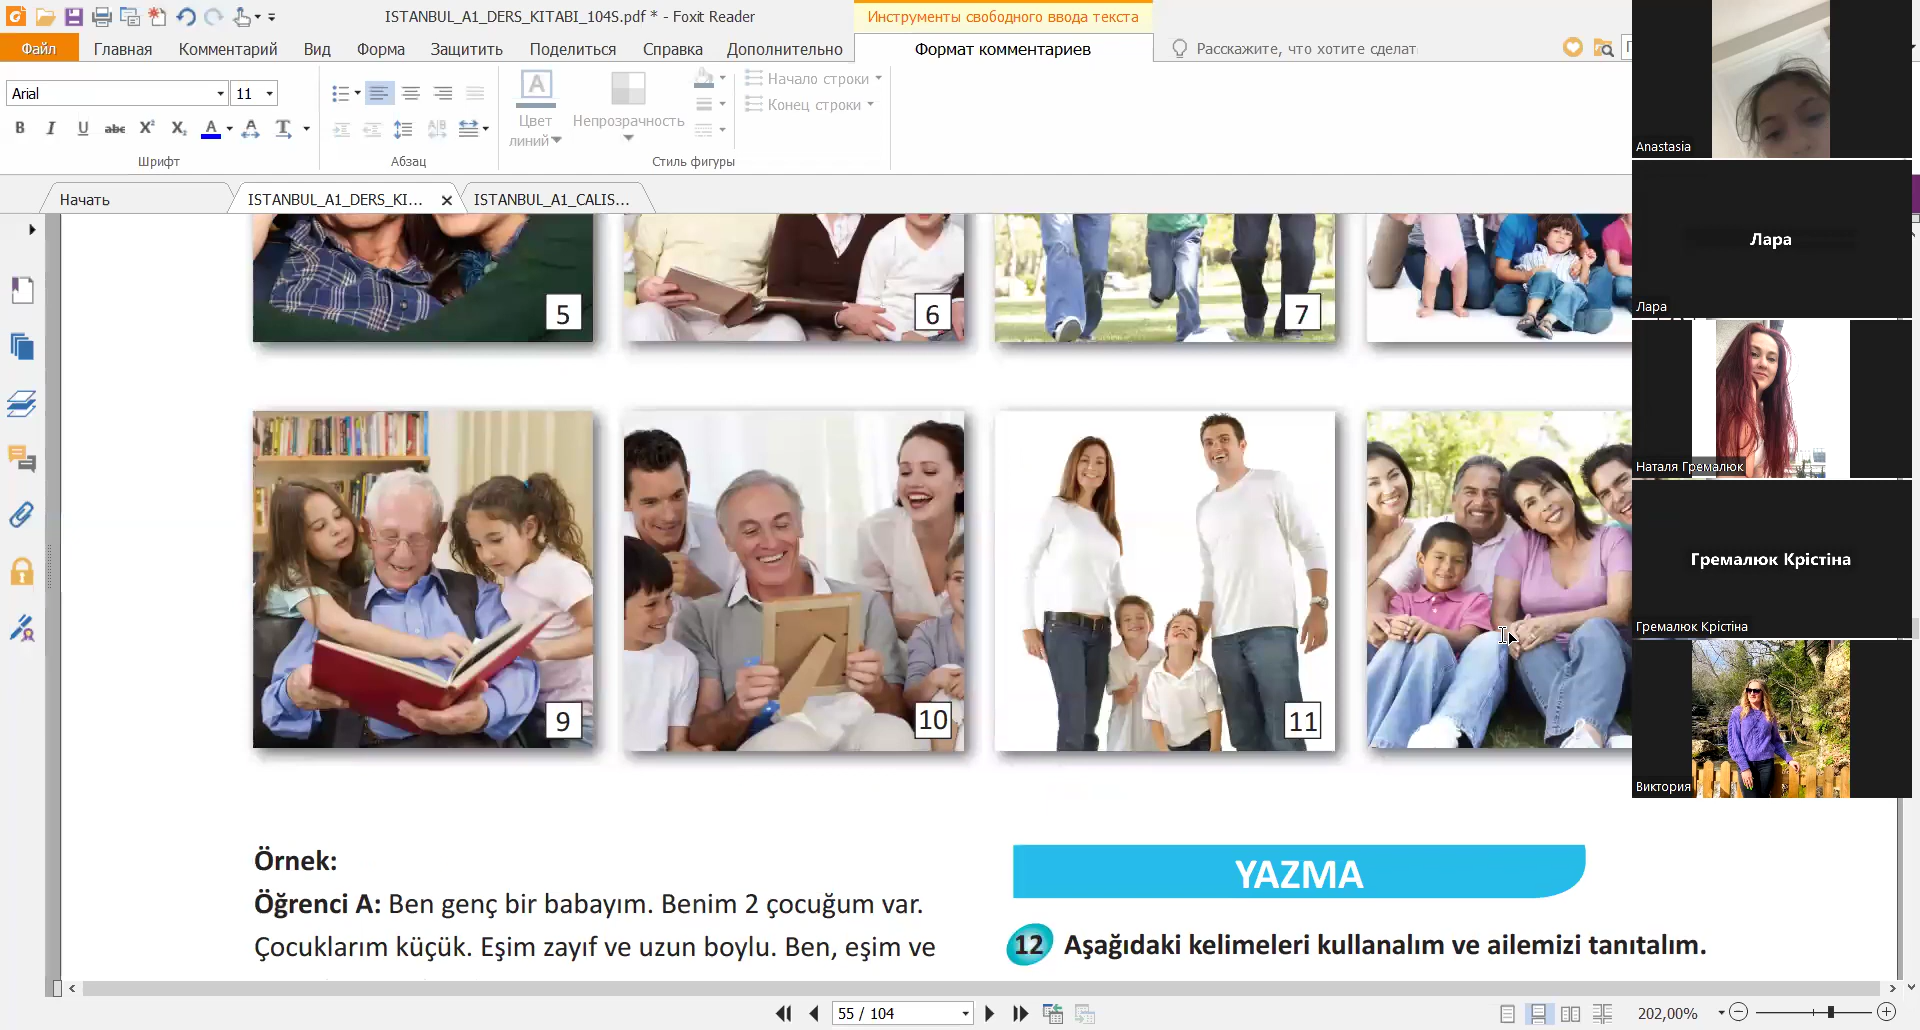 ISTANBUL_A1_DERS_KITABI_104S.pdf * - Foxit Reader
Инструменты свободного ввода текста
Файл
Главная
Комментарий
Вид
Форма
Защитить
Поделиться
Справка
Дополнительно
Формат комментариев
Расскажите, что хотите сделат
Arial
11
Цвет линий
Непрозрачность
Начало строки
Конец строки
Шрифт
Абзац
Стиль фигуры
Начать
ISTANBUL_A1_DERS_KI...
ISTANBUL_A1_CALIS...
5
6
7
9
10
11
Örnek:
Öğrenci A: Ben genç bir babayım. Benim 2 çocuğum var.
Çocuklarım küçük. Eşim zayıf ve uzun boylu. Ben, eşim ve
YAZMA
12 Aşağıdaki kelimeleri kullanalım ve ailemizi tanıtalım.
Anastasia
Лара
Лара
Наталя Гремалюк
Гремалюк Крістіна
Гремалюк Крістіна
Виктория
55 / 104
202,00%